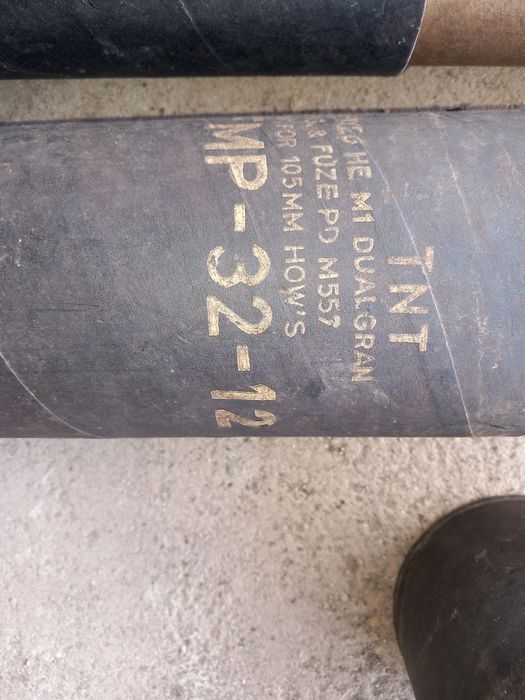 TNT
HE M1 DUALGRAN
& FUZE PD M557
FOR 105MM HOW'S
MP-32-12